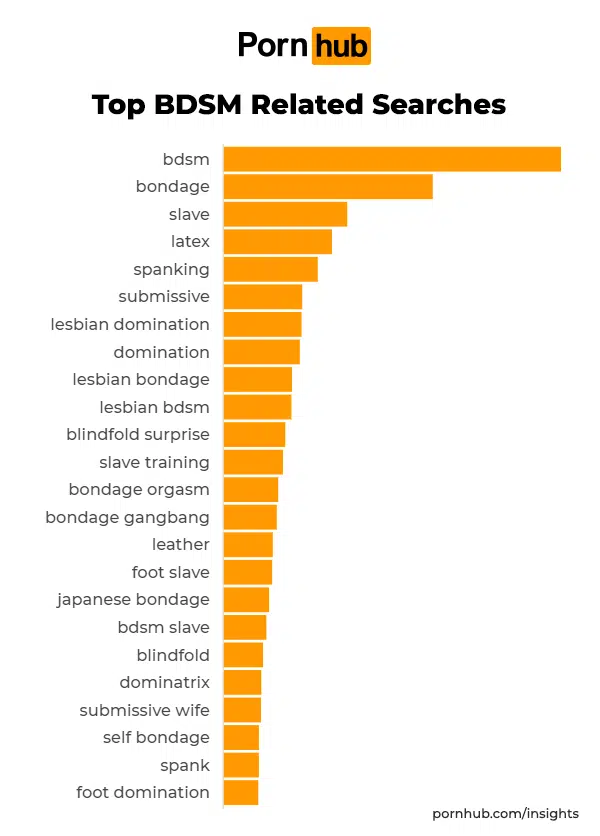 Porn hub
Top BDSM Related Searches
bdsm
bondage
slave
latex
spanking
submissive
lesbian domination
domination
lesbian bondage
lesbian bdsm
blindfold surprise
slave training
bondage orgasm
bondage gangbang
leather
foot slave
japanese bondage
bdsm slave
blindfold
dominatrix
submissive wife
self bondage
spank
foot domination
pornhub.com/insights